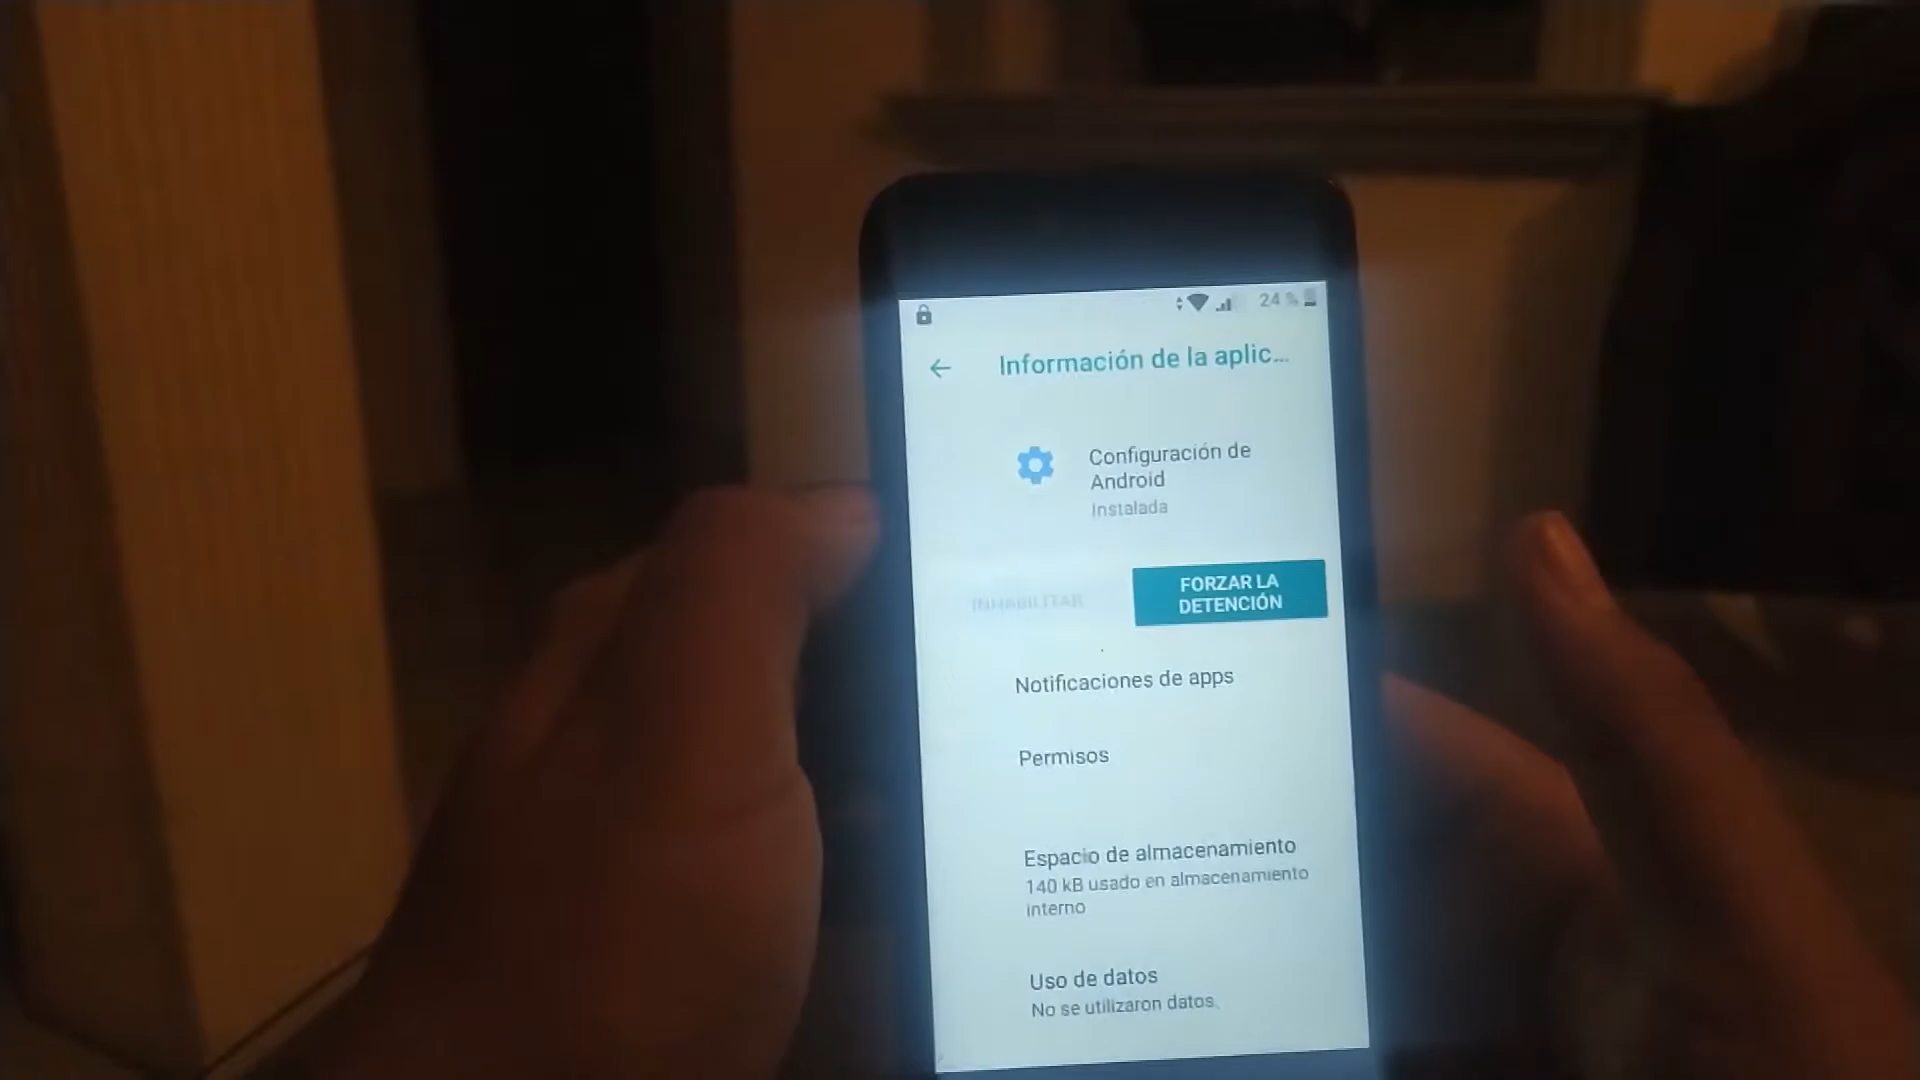 24 %
Información de la aplic...
Configuración de
Android
Instalada
INHABILITAR
FORZAR LA
DETENCIÓN
Notificaciones de apps
Permisos
Espacio de almacenamiento
140 kB usado en almacenamiento
interno
Uso de datos
No se utilizaron datos.